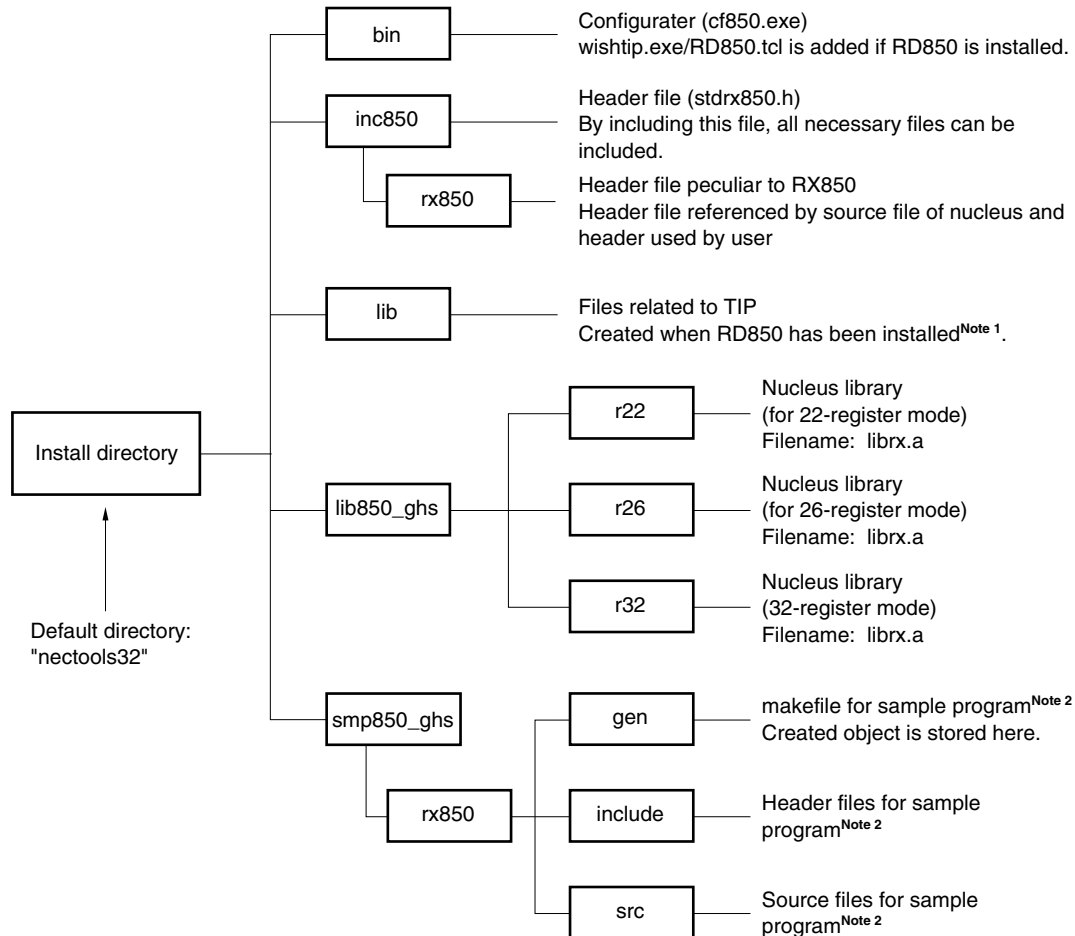 bin
Configurater (cf850.exe)
wishtip.exe/RD850.tcl is added if RD850 is installed.
inc850
Header file (stdrx850.h)
By including this file, all necessary files can be
included.
rx850
Header file peculiar to RX850
Header file referenced by source file of nucleus and
header used by user
lib
Files related to TIP
Created when RD850 has been installedNote 1.
Install directory
Default directory:
"nectools32"
lib850_ghs
r22
Nucleus library
(for 22-register mode)
Filename: librx.a
r26
Nucleus library
(for 26-register mode)
Filename: librx.a
r32
Nucleus library
(32-register mode)
Filename: librx.a
smp850_ghs
rx850
gen
makefile for sample programNote 2
Created object is stored here.
include
Header files for sample
programNote 2
src
Source files for sample
programNote 2